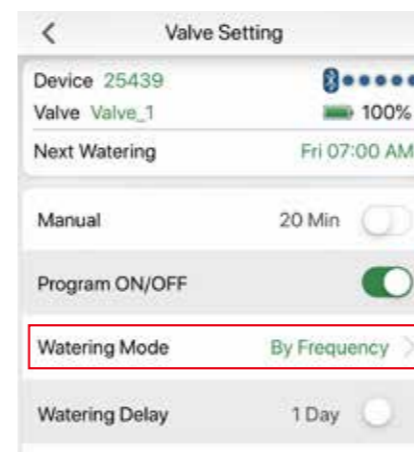 Valve Setting
Device 25439
Valve Valve_1 100%
Next Watering Fri 07:00 AM
Manual 20 Min
Program ON/OFF
Watering Mode By Frequency
Watering Delay 1 Day